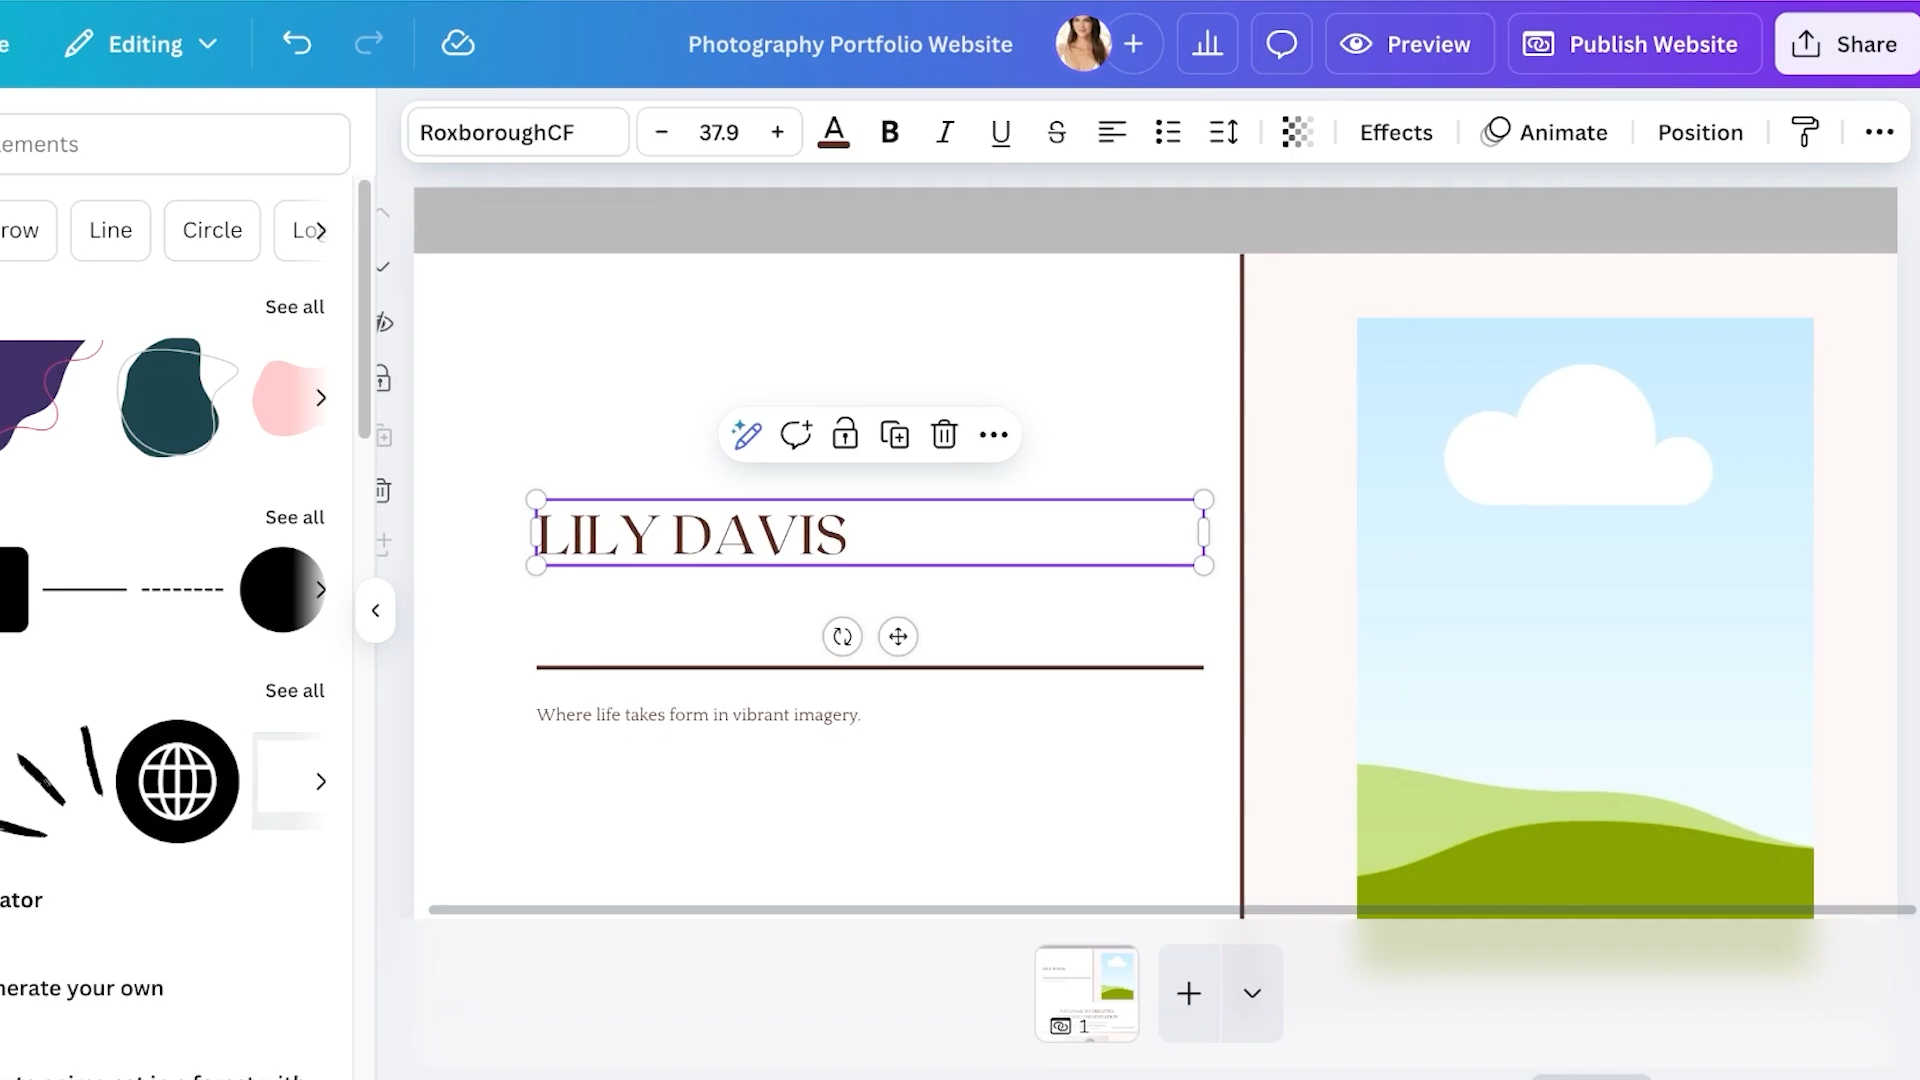 e
Editing
Photography Portfolio Website
+
Preview
Publish Website
Share
ements
RoxboroughCF
− 37.9 +
A B I U S
Effects
Animate
Position
row
Line
Circle
Lo
See all
See all
See all
LILY DAVIS
Where life takes form in vibrant imagery.
ator
nerate your own
1